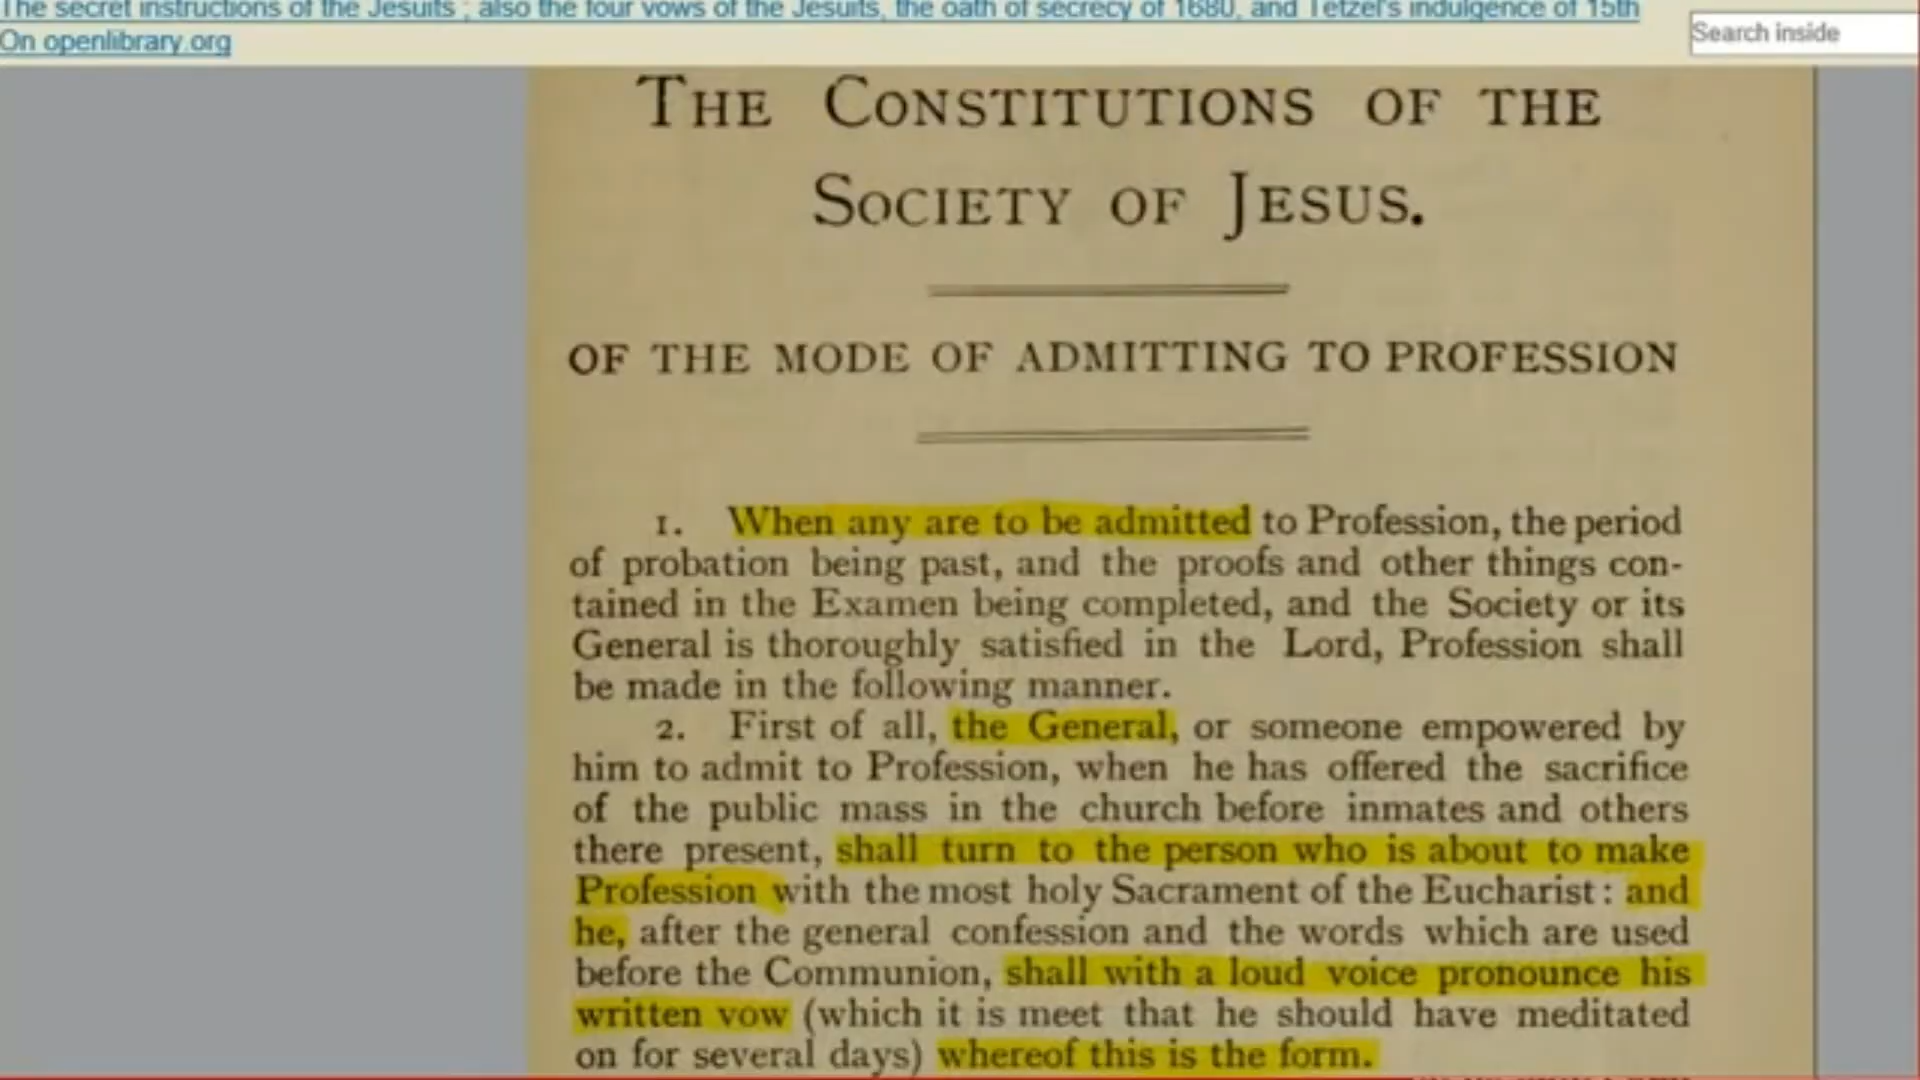 The secret instructions of the Jesuits ; also the four vows of the Jesuits, the oath of secrecy of 1680, and Tetzel's indulgence of 15th
On openlibrary.org
Search inside
THE CONSTITUTIONS OF THE
SOCIETY OF JESUS.
OF THE MODE OF ADMITTING TO PROFESSION
1. When any are to be admitted to Profession, the period
of probation being past, and the proofs and other things con-
tained in the Examen being completed, and the Society or its
General is thoroughly satisfied in the Lord, Profession shall
be made in the following manner.
2. First of all, the General, or someone empowered by
him to admit to Profession, when he has offered the sacrifice
of the public mass in the church before inmates and others
there present, shall turn to the person who is about to make
Profession with the most holy Sacrament of the Eucharist: and
he, after the general confession and the words which are used
before the Communion, shall with a loud voice pronounce his
written vow (which it is meet that he should have meditated
on for several days) whereof this is the form.